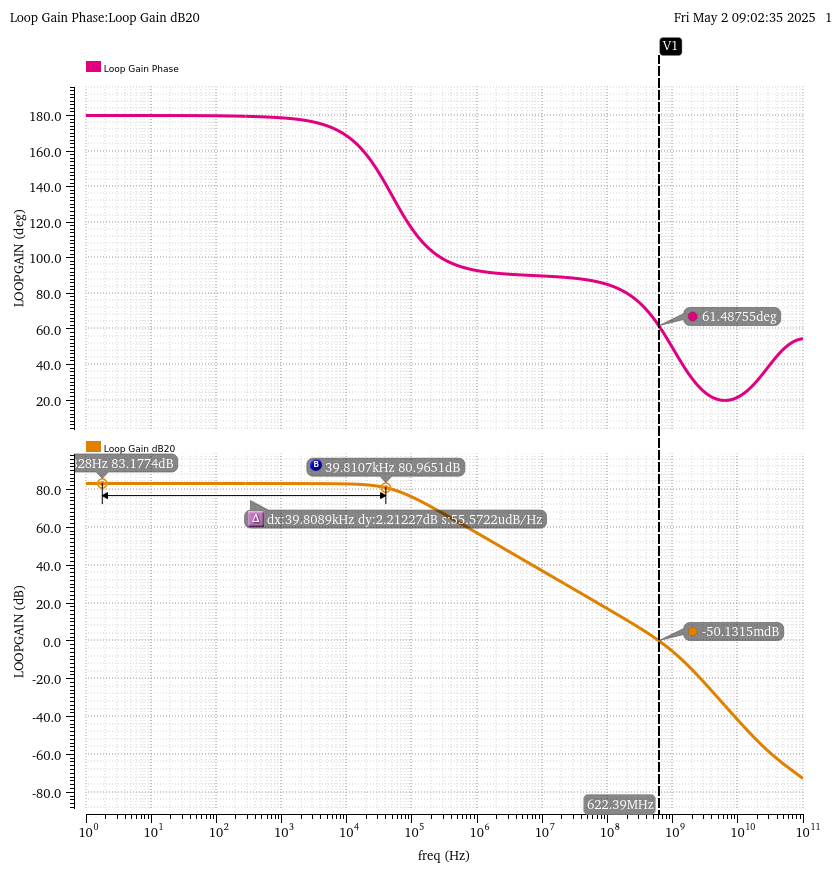 Loop Gain Phase:Loop Gain dB20
Fri May 2 09:02:35 2025 1
V1
Loop Gain Phase
180.0
160.0
140.0
120.0
100.0
80.0
60.0
40.0
20.0
LOOPGAIN (deg)
61.48755deg
Loop Gain dB20
28Hz 83.1774dB
B 39.8107kHz 80.9651dB
Δ dx:39.8089kHz dy:2.21227dB s:55.5722udB/Hz
80.0
60.0
40.0
20.0
0.0
-20.0
-40.0
-60.0
-80.0
LOOPGAIN (dB)
-50.1315mdB
622.39MHz
10^0 10^1 10^2 10^3 10^4 10^5 10^6 10^7 10^8 10^9 10^10 10^11
freq (Hz)